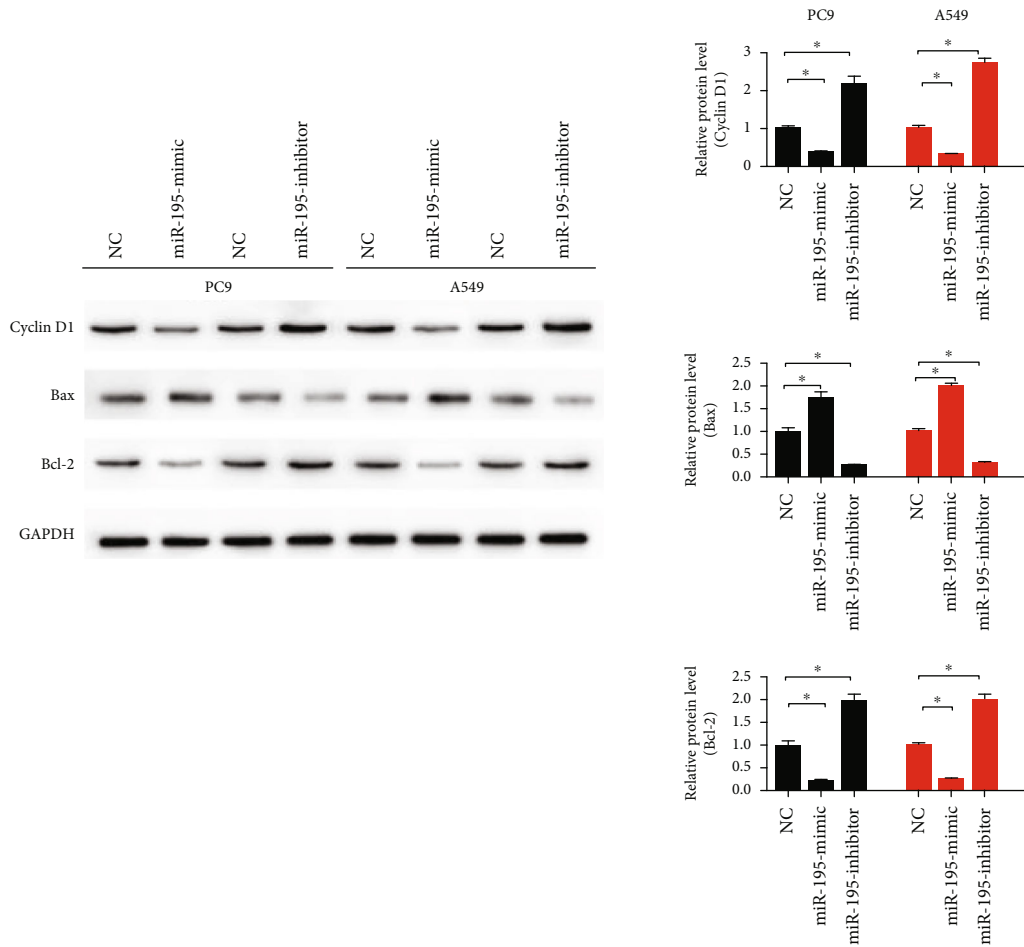 NC
miR-195-mimic
NC
miR-195-inhibitor
NC
miR-195-mimic
NC
miR-195-inhibitor
PC9
A549
Cyclin D1
Bax
Bcl-2
GAPDH
PC9
A549
Relative protein level
(Cyclin D1)
3
2
1
0
*
*
*
*
NC
miR-195-mimic
miR-195-inhibitor
NC
miR-195-mimic
miR-195-inhibitor
Relative protein level
(Bax)
2.5
2.0
1.5
1.0
0.5
0.0
*
*
*
*
NC
miR-195-mimic
miR-195-inhibitor
NC
miR-195-mimic
miR-195-inhibitor
Relative protein level
(Bcl-2)
2.5
2.0
1.5
1.0
0.5
0.0
*
*
*
*
NC
miR-195-mimic
miR-195-inhibitor
NC
miR-195-mimic
miR-195-inhibitor